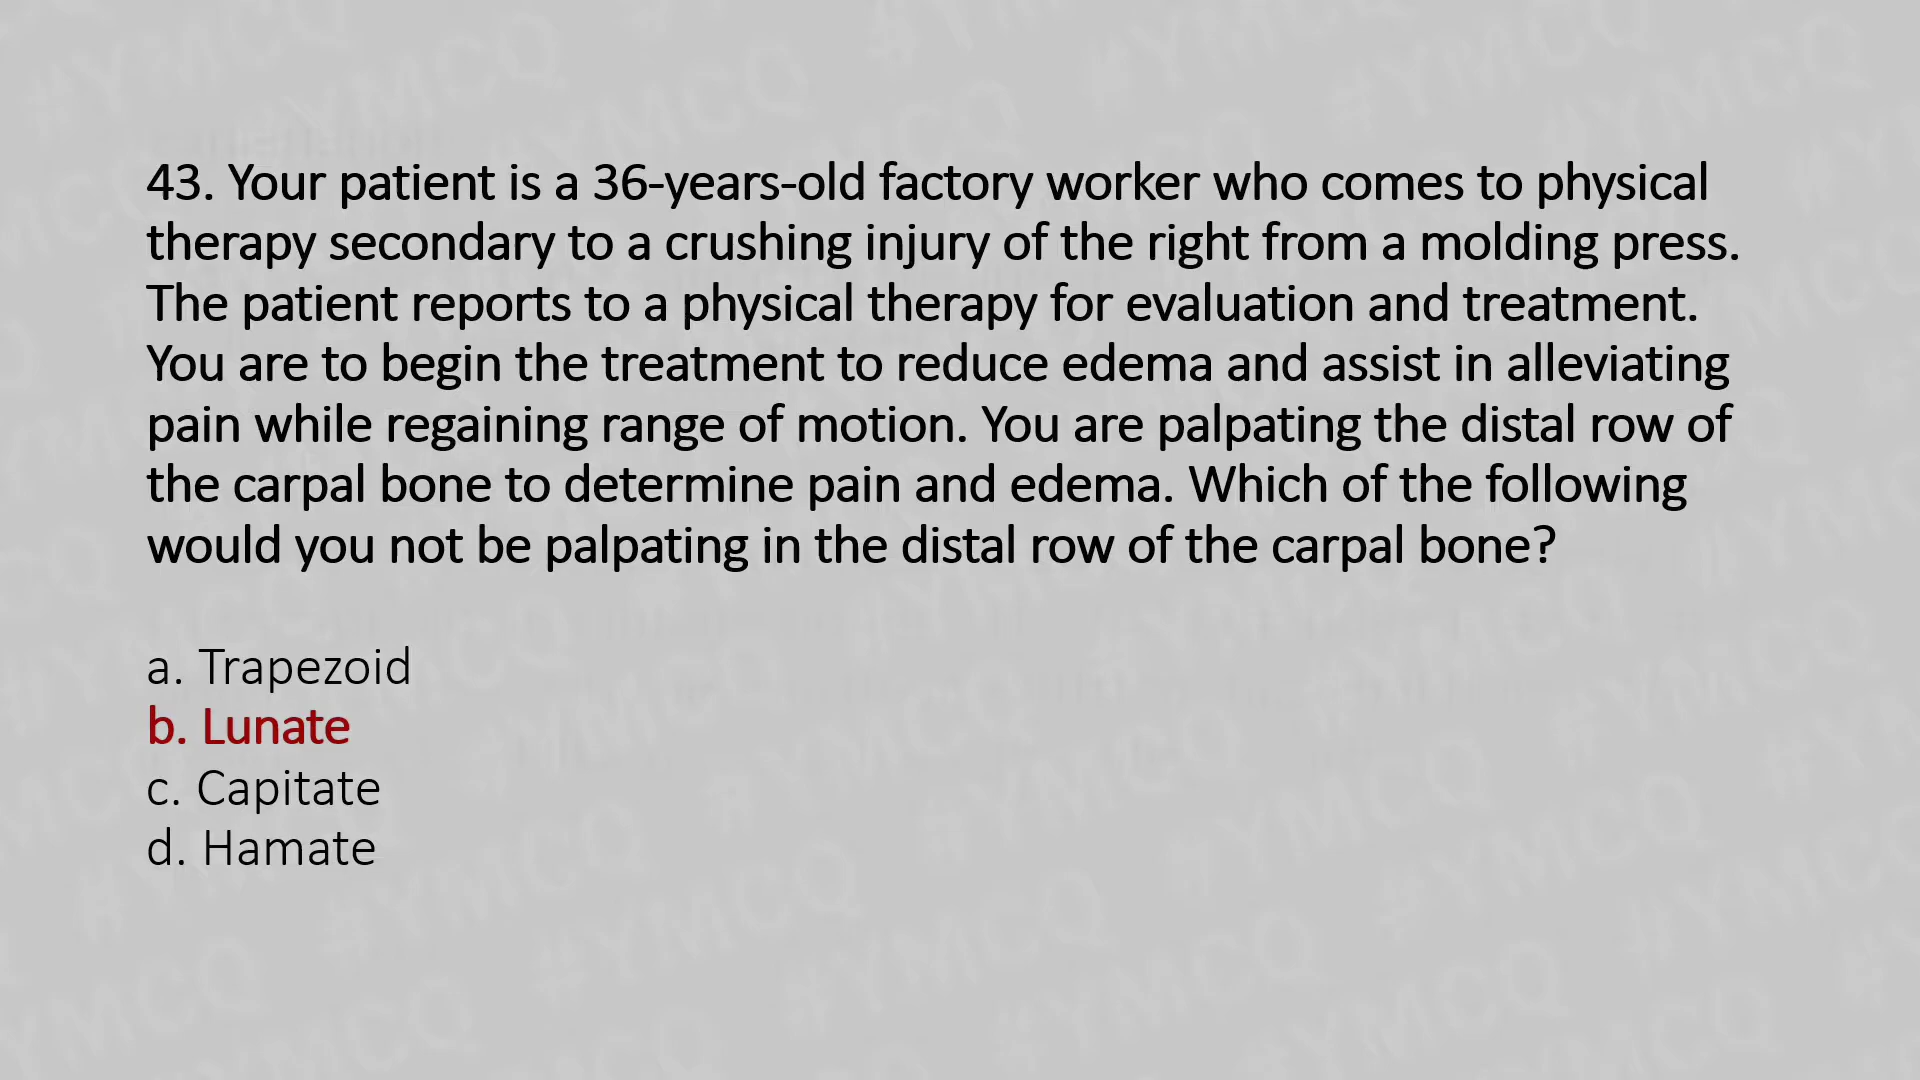 43. Your patient is a 36-years-old factory worker who comes to physical
therapy secondary to a crushing injury of the right from a molding press.
The patient reports to a physical therapy for evaluation and treatment.
You are to begin the treatment to reduce edema and assist in alleviating
pain while regaining range of motion. You are palpating the distal row of
the carpal bone to determine pain and edema. Which of the following
would you not be palpating in the distal row of the carpal bone?
a. Trapezoid
b. Lunate
c. Capitate
d. Hamate
#YMCQ